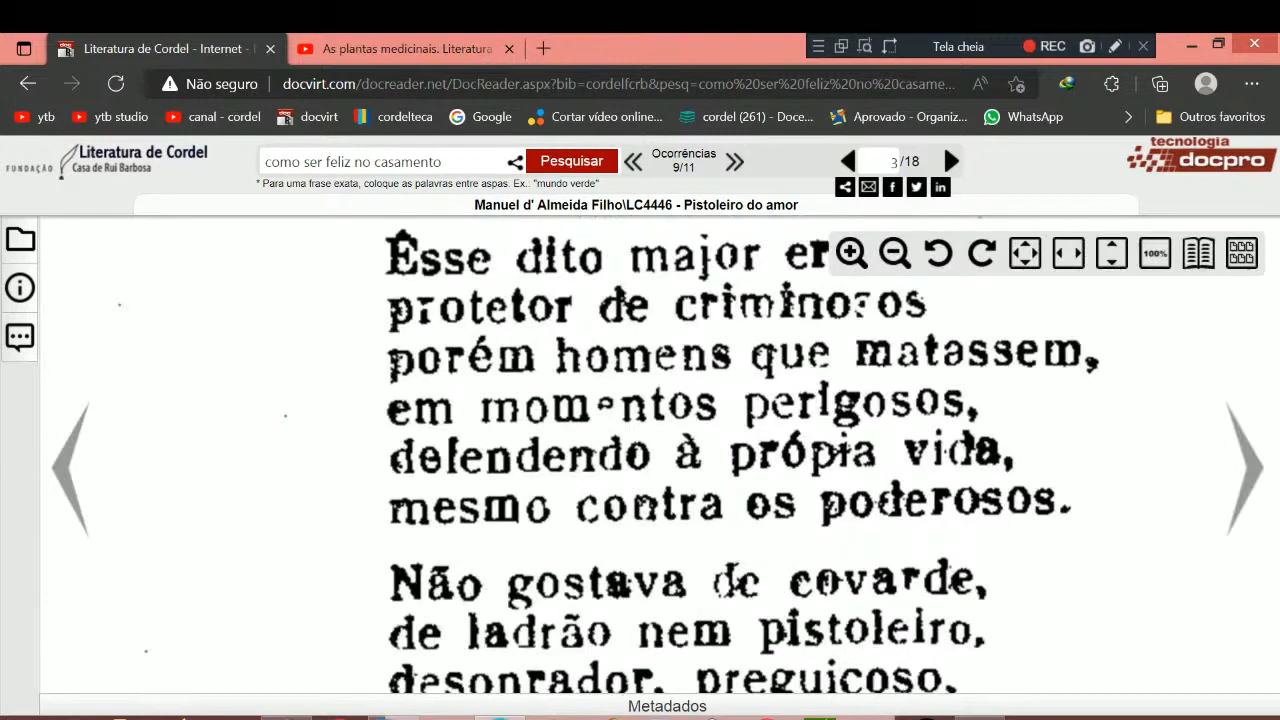 Literatura de Cordel - Internet -
As plantas medicinais. Literatura
Tela cheia
REC
Não seguro
docvirt.com/docreader.net/DocReader.aspx?bib=cordelfcrb&pesq=como%20ser%20feliz%20no%20casame...
ytb
ytb studio
canal - cordel
docvirt
cordelteca
Google
Cortar vídeo online...
cordel (261) - Doce...
Aprovado - Organiz...
WhatsApp
Outros favoritos
FUNDAÇÃO
Literatura de Cordel
Casa de Rui Barbosa
como ser feliz no casamento
Pesquisar
Ocorrências
9/11
3 /18
tecnologia
docpro
* Para uma frase exata, coloque as palavras entre aspas. Ex.: "mundo verde"
Manuel d' Almeida Filho\LC4446 - Pistoleiro do amor
100%
Êsse dito major er
protetor de criminosos
porém homens que matassem,
em momentos perigosos,
defendendo à própia vida,
mesmo contra os poderosos.
Não gostava de covarde,
de ladrão nem pistoleiro,
desonrador, preguiçoso,
Metadados